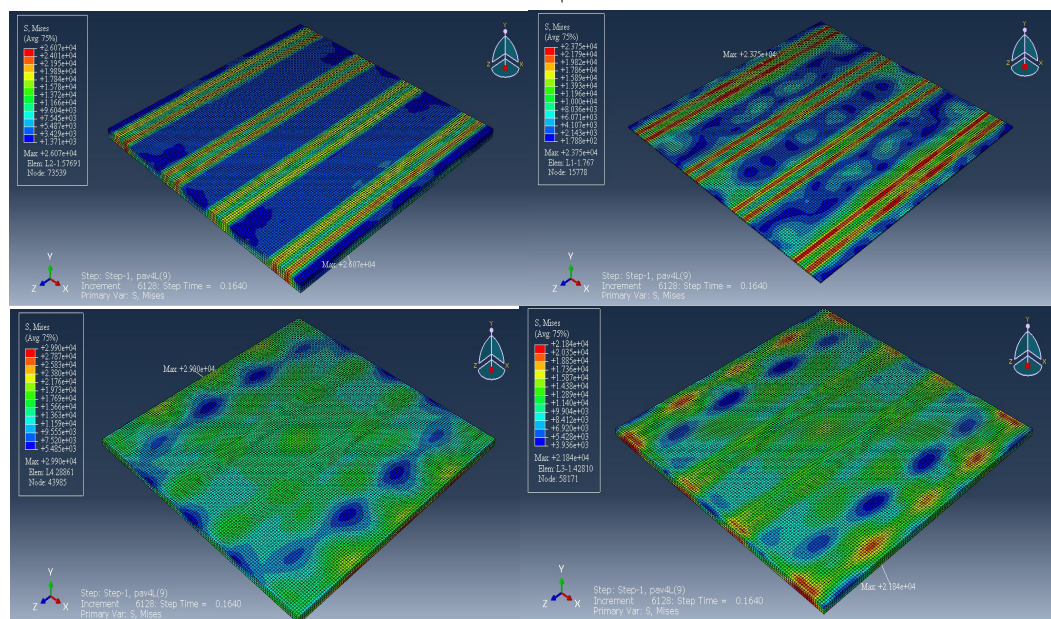 S, Mises
(Avg: 75%)
+2.607e+04
+2.401e+04
+2.195e+04
+1.989e+04
+1.784e+04
+1.578e+04
+1.372e+04
+1.166e+04
+9.604e+03
+7.545e+03
+5.487e+03
+3.429e+03
+1.371e+03
Max +2.607e+04
Elem: L2-1.57691
Node: 73539
Max +2.607e+04
Y
Z
X
Y
Z
X
Step: Step-1, pav4L(9)
Increment 6128: Step Time = 0.1640
Primary Var: S, Mises
S, Mises
(Avg: 75%)
+2.375e+04
+2.179e+04
+1.982e+04
+1.786e+04
+1.589e+04
+1.393e+04
+1.196e+04
+1.000e+04
+8.036e+03
+6.071e+03
+4.107e+03
+2.143e+03
+1.788e+02
Max +2.375e+04
Elem: L1-1.767
Node: 15778
Max +2.375e+04
Y
Z
X
Y
Z
X
Step: Step-1, pav4L(9)
Increment 6128: Step Time = 0.1640
Primary Var: S, Mises
S, Mises
(Avg: 75%)
+2.990e+04
+2.787e+04
+2.583e+04
+2.380e+04
+2.176e+04
+1.973e+04
+1.769e+04
+1.566e+04
+1.363e+04
+1.159e+04
+9.555e+03
+7.520e+03
+5.485e+03
Max +2.990e+04
Elem: L4.28861
Node: 43985
Max +2.990e+04
Y
Z
X
Y
Z
X
Step: Step-1, pav4L(9)
Increment 6128: Step Time = 0.1640
Primary Var: S, Mises
S, Mises
(Avg: 75%)
+2.184e+04
+2.035e+04
+1.885e+04
+1.736e+04
+1.587e+04
+1.438e+04
+1.289e+04
+1.140e+04
+9.904e+03
+8.412e+03
+6.920e+03
+5.428e+03
+3.936e+03
Max +2.184e+04
Elem: L3-1.42810
Node: 58171
Max +2.184e+04
Y
Z
X
Y
Z
X
Step: Step-1, pav4L(9)
Increment 6128: Step Time = 0.1640
Primary Var: S, Mises